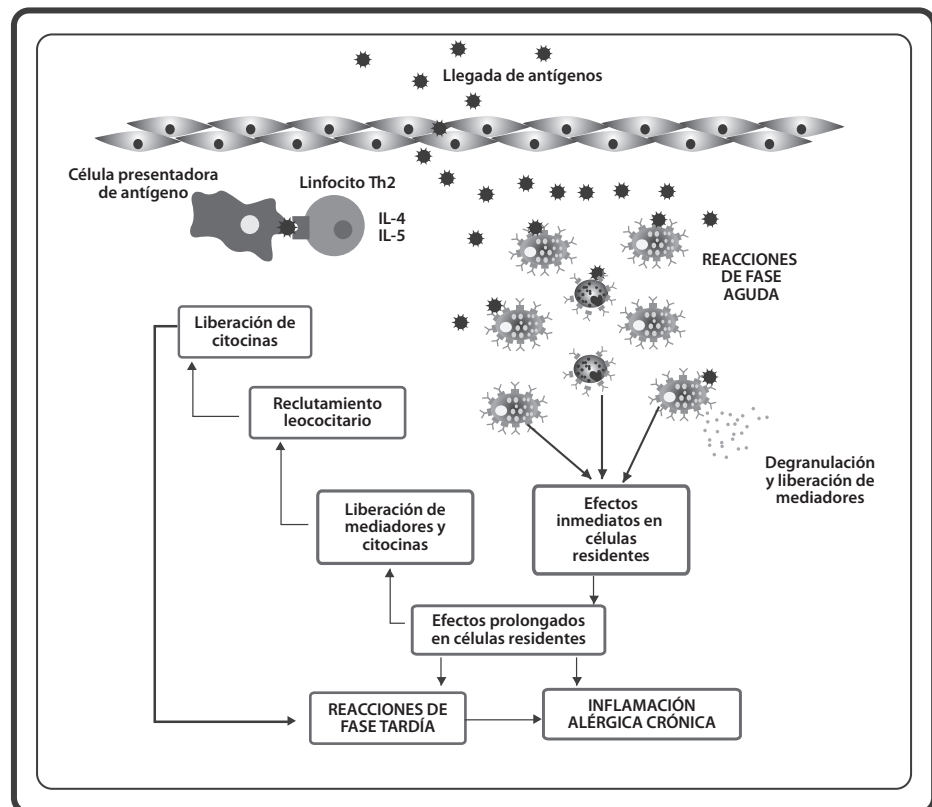 Llegada de antígenos
Célula presentadora
de antígeno
Linfocito Th2
IL-4
IL-5
REACCIONES
DE FASE
AGUDA
Liberación de
citocinas
Reclutamiento
leococitario
Degranulación
y liberación de
mediadores
Liberación de
mediadores y
citocinas
Efectos
inmediatos en
células
residentes
Efectos prolongados
en células residentes
REACCIONES DE
FASE TARDÍA
INFLAMACIÓN
ALÉRGICA CRÓNICA